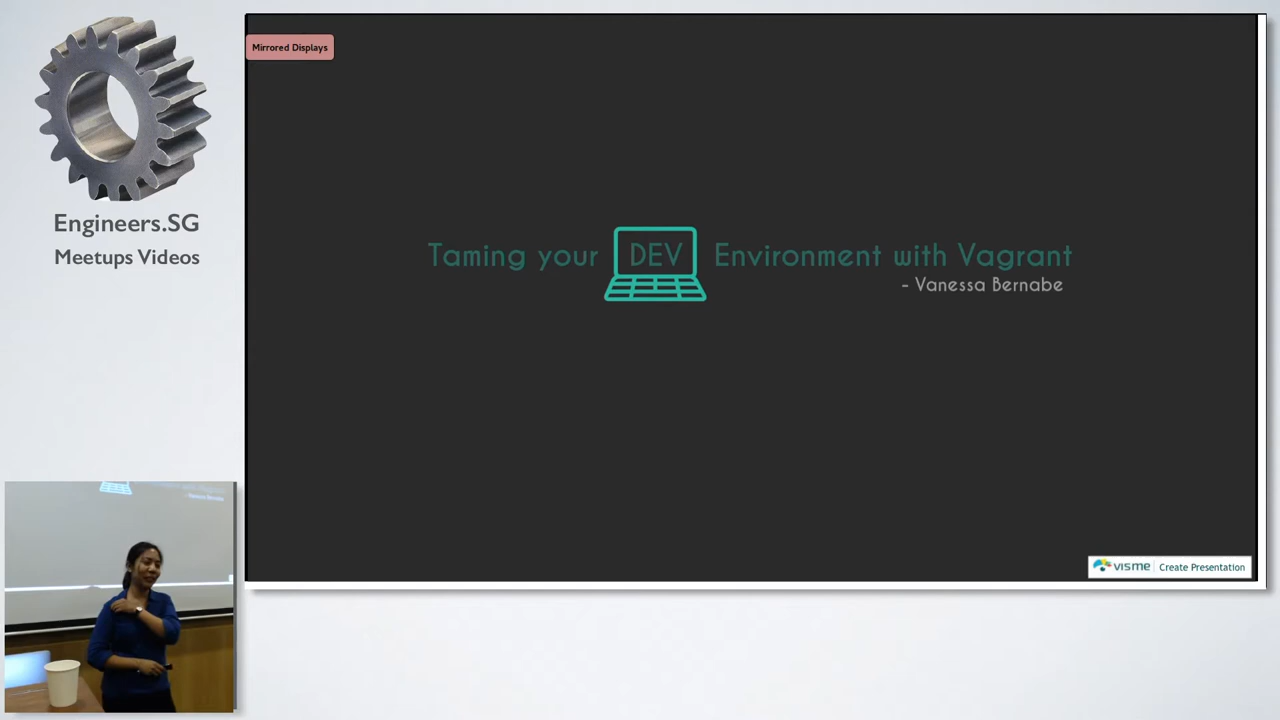 Engineers.SG
Meetups Videos
Mirrored Displays
Taming your DEV Environment with Vagrant
- Vanessa Bernabe
visme Create Presentation